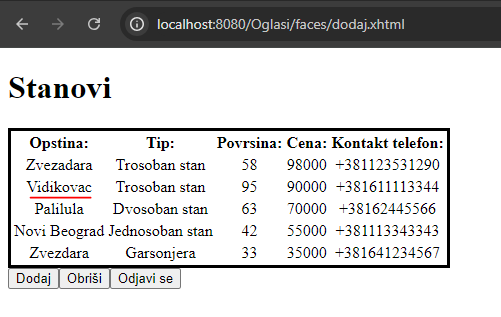 localhost:8080/Oglasi/faces/dodaj.xhtml
Stanovi
Opstina: Tip: Povrsina: Cena: Kontakt telefon:
Zvezadara Trosoban stan 58 98000 +381123531290
Vidikovac Trosoban stan 95 90000 +381611113344
Palilula Dvosoban stan 63 70000 +38162445566
Novi Beograd Jednosoban stan 42 55000 +381113343343
Zvezdara Garsonjera 33 35000 +381641234567
Dodaj Obriši Odjavi se